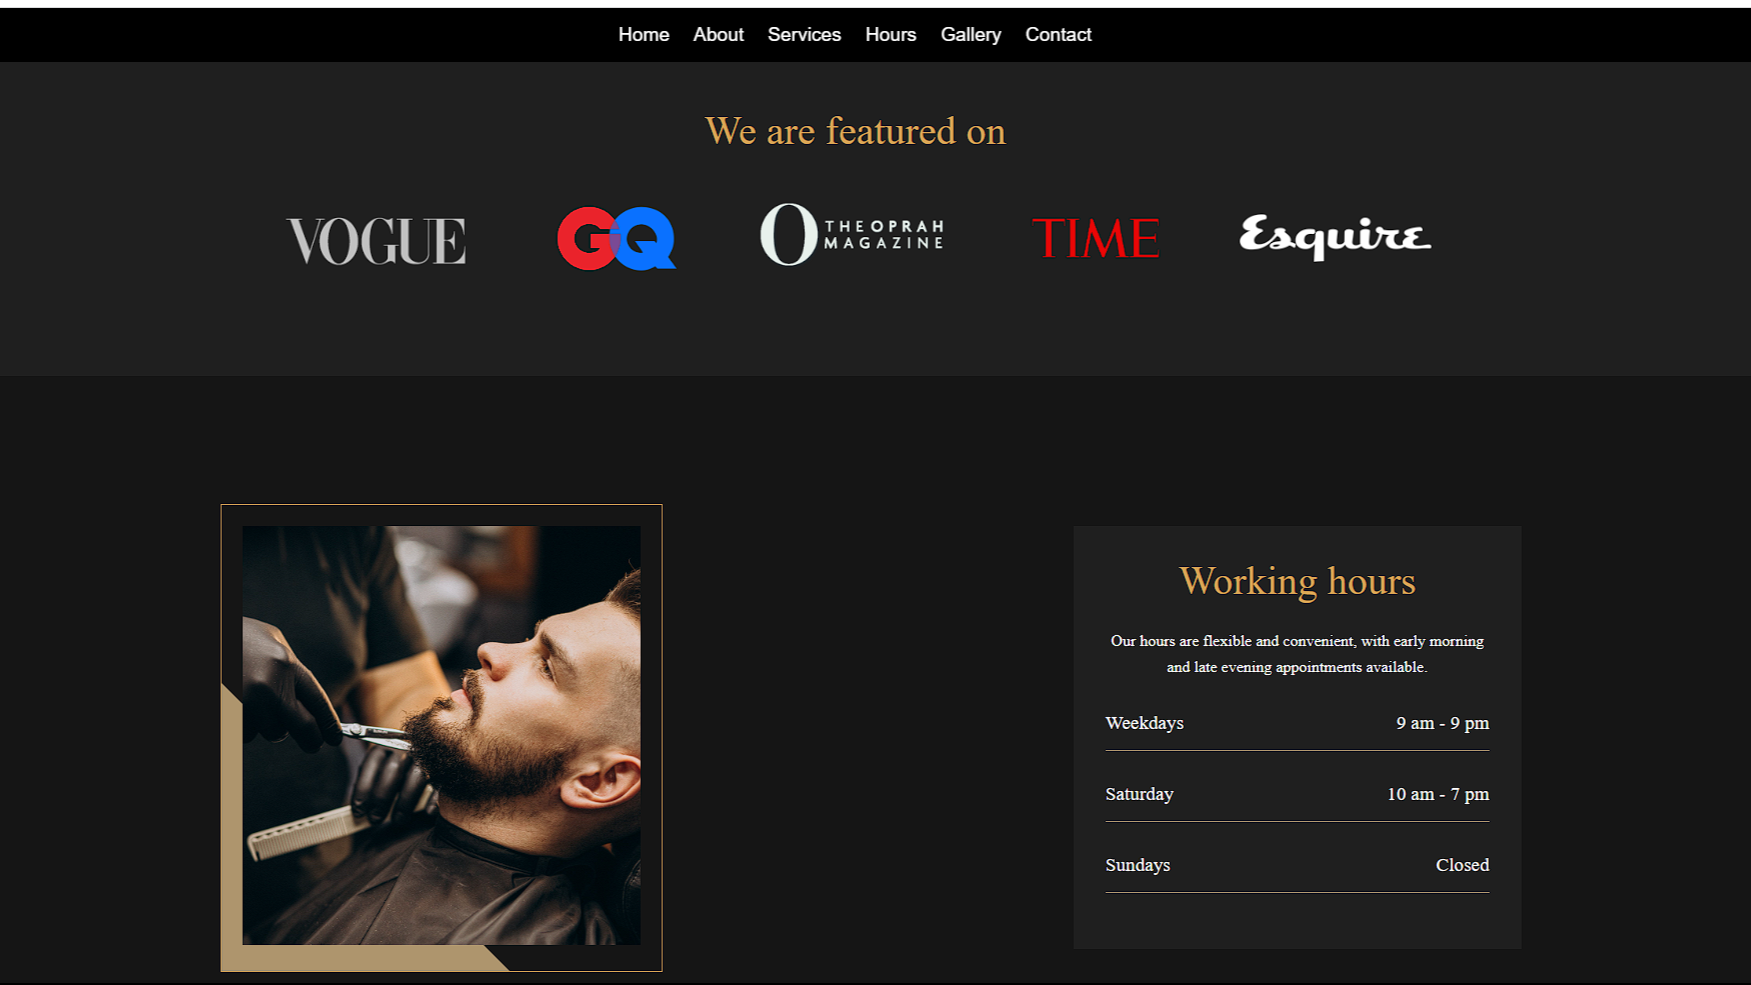 Home About Services Hours Gallery Contact
We are featured on
VOGUE GQ O THE OPRAH MAGAZINE TIME Esquire
Working hours
Our hours are flexible and convenient, with early morning
and late evening appointments available.
Weekdays 9 am - 9 pm
Saturday 10 am - 7 pm
Sundays Closed